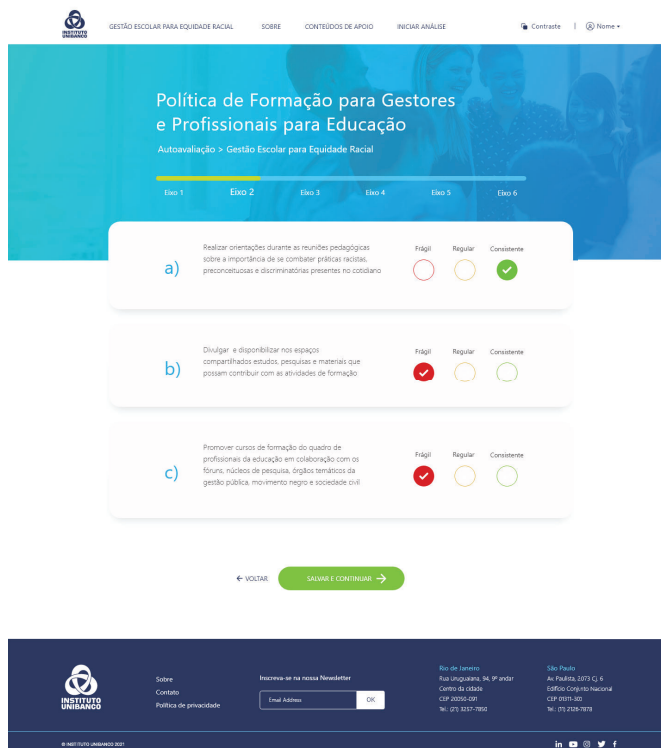 INSTITUTO
UNIBANCO
GESTÃO ESCOLAR PARA EQUIDADE RACIAL
SOBRE
CONTEÚDOS DE APOIO
INICIAR ANÁLISE
Contraste
|
Nome
Política de Formação para Gestores
e Profissionais para Educação
Autoavaliação > Gestão Escolar para Equidade Racial
Eixo 1
Eixo 2
Eixo 3
Eixo 4
Eixo 5
Eixo 6
a)
Realizar orientações durante as reuniões pedagógicas
sobre a importância de se combater práticas racistas,
preconceituosas e discriminatórias presentes no cotidiano
Frágil
Regular
Consistente
b)
Divulgar e disponibilizar nos espaços
compartilhados estudos, pesquisas e materiais que
possam contribuir com as atividades de formação
Frágil
Regular
Consistente
c)
Promover cursos de formação do quadro de
profissionais da educação em colaboração com os
fóruns, núcleos de pesquisa, órgãos temáticos da
gestão pública, movimento negro e sociedade civil
Frágil
Regular
Consistente
← VOLTAR
SALVAR E CONTINUAR →
INSTITUTO
UNIBANCO
Sobre
Contato
Política de privacidade
Inscreva-se na nossa Newsletter
Email Address
OK
Rio de Janeiro
Rua Uruguaiana, 94, 9º andar
Centro da cidade
CEP 20050-091
Tel.: (21) 3257-7850
São Paulo
Av. Paulista, 2.073 Cj. 6
Edifício Conjunto Nacional
CEP 01311-300
Tel.: (11) 2126-7878
© INSTITUTO UNIBANCO 2021